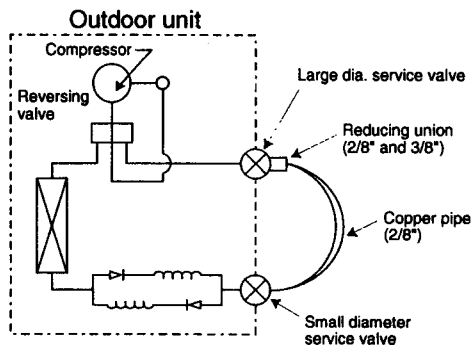 Outdoor unit
Compressor
Reversing
valve
Large dia. service valve
Reducing union
(2/8" and 3/8")
Copper pipe
(2/8")
Small diameter
service valve